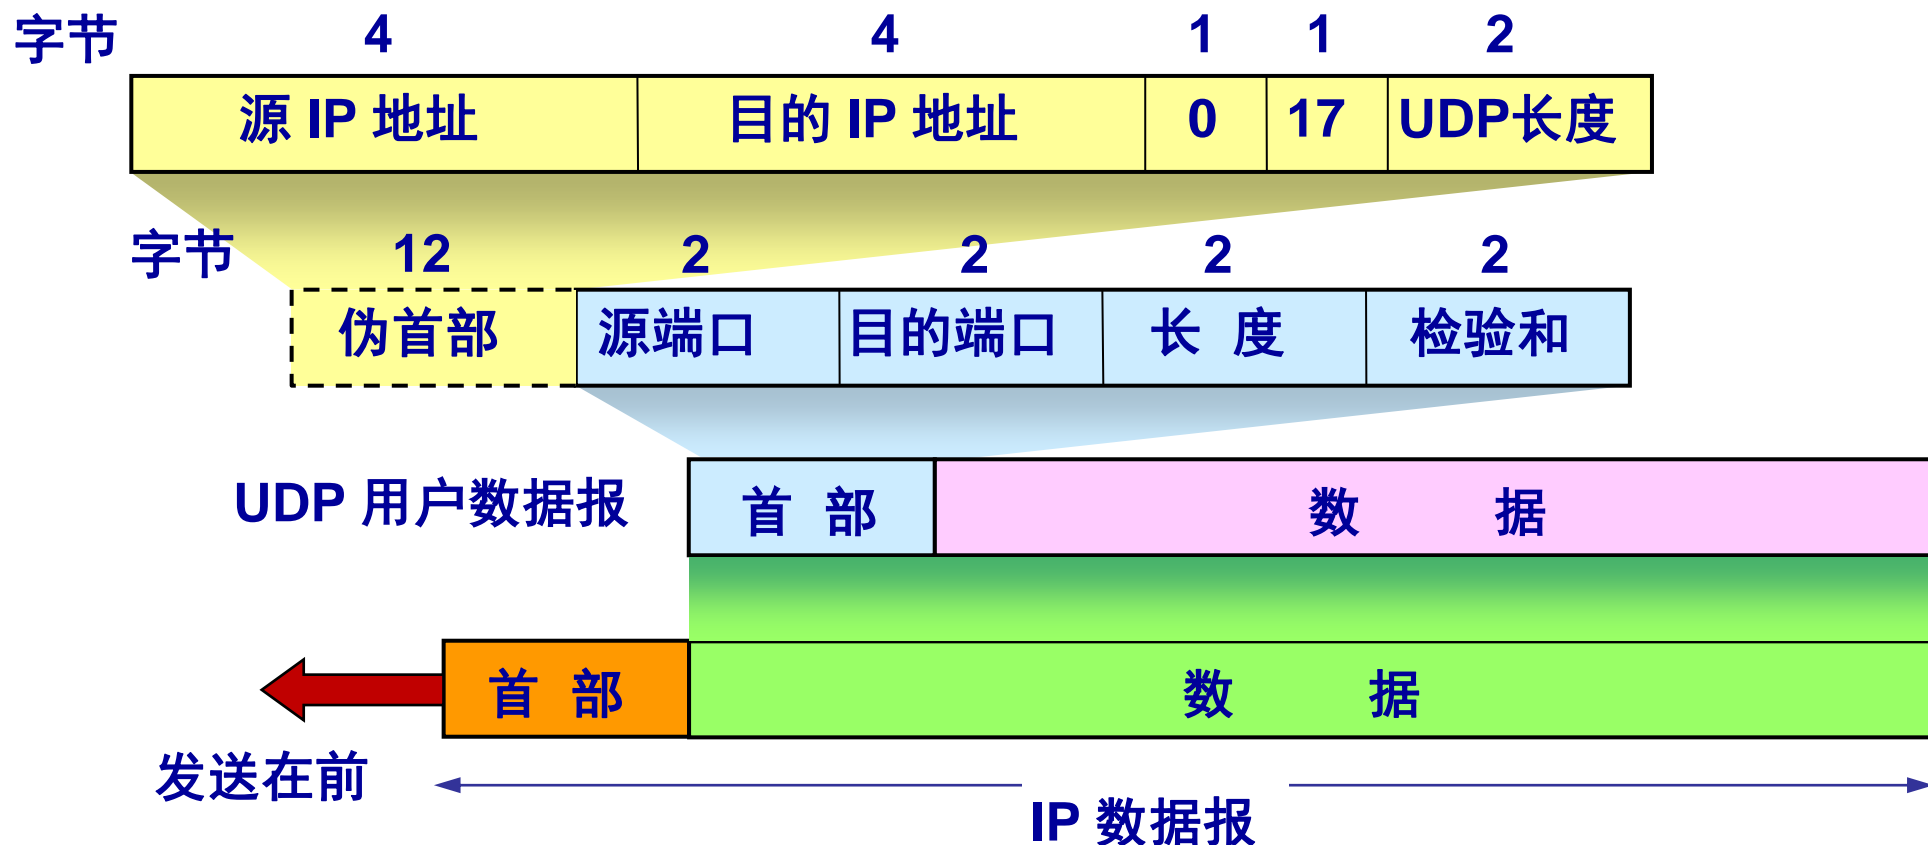 字节 4 4 1 1 2
源 IP 地址 目的 IP 地址 0 17 UDP长度
字节 12 2 2 2 2
伪首部 源端口 目的端口 长 度 检验和
UDP 用户数据报 首 部 数 据
首 部 数 据
发送在前
IP 数据报